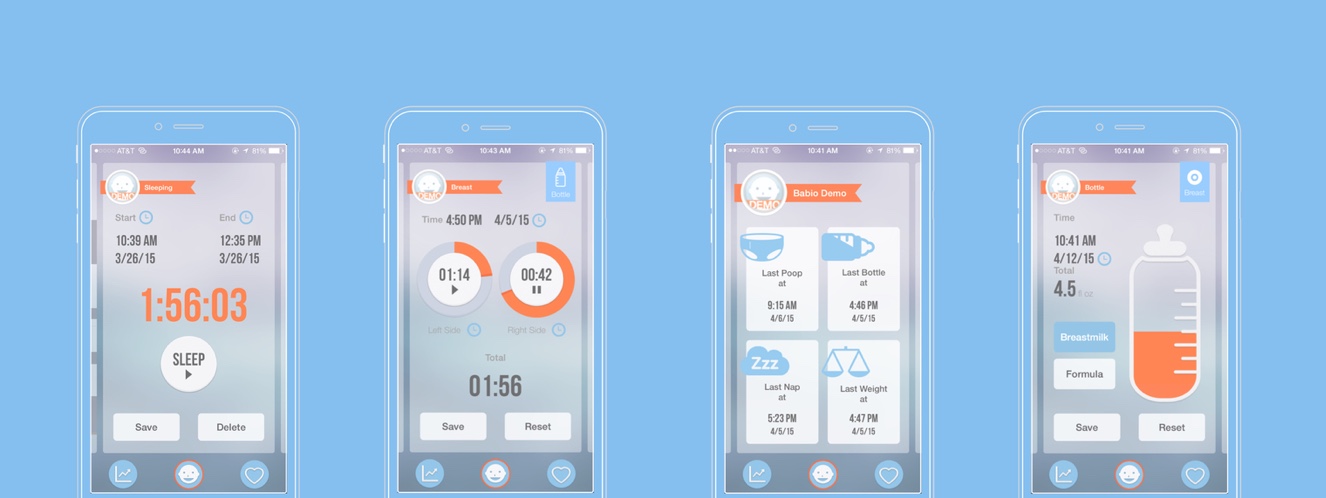 AT&T 10:44 AM 81%
DEMO
Sleeping
Start End
10:39 AM 12:35 PM
3/26/15 3/26/15
1:56:03
SLEEP
Save Delete
AT&T 10:43 AM 81%
DEMO
Breast
Bottle
Time 4:50 PM 4/5/15
01:14 00:42
Left Side Right Side
Total
01:56
Save Reset
AT&T 10:41 AM 81%
DEMO
Babio Demo
Last Poop
at
9:15 AM
4/6/15
Last Bottle
at
4:46 PM
4/5/15
Zzz
Last Nap
at
5:23 PM
4/5/15
Last Weight
at
4:47 PM
4/5/15
AT&T 10:41 AM 81%
DEMO
Bottle
Breast
Time
10:41 AM
4/12/15
Total
4.5 fl oz
Breastmilk
Formula
Save Reset